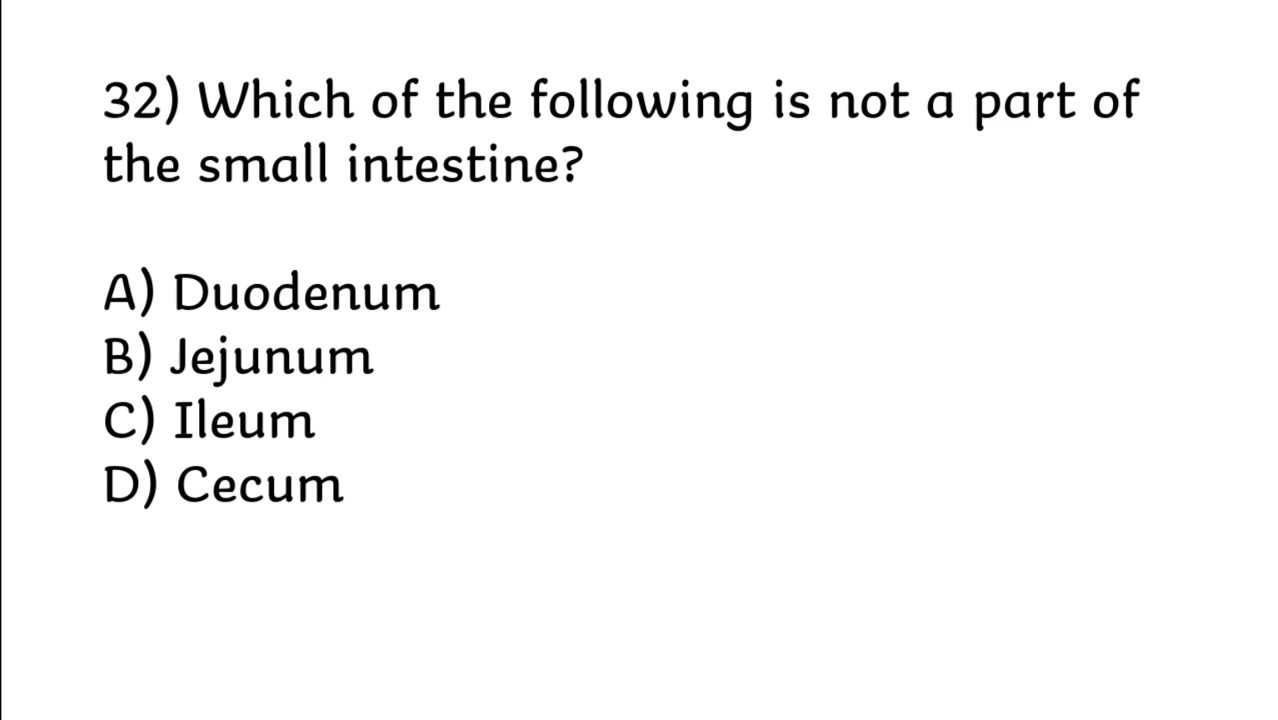 32) Which of the following is not a part of
the small intestine?
A) Duodenum
B) Jejunum
C) Ileum
D) Cecum